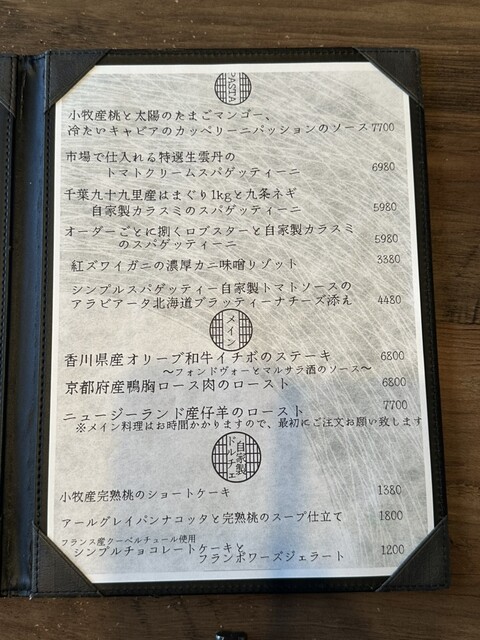 PASTA
小牧産桃と太陽のたまごマンゴー、
冷たいキャビアのカッペリーニパッションのソース 7700
市場で仕入れる特選生雲丹の
トマトクリームスパゲッティーニ 6980
千葉九十九里産はまぐり1kgと九条ネギ
自家製カラスミのスパゲッティーニ 5980
オーダーごとに捌くロブスターと自家製カラスミ
のスパゲッティーニ 5980
紅ズワイガニの濃厚カニ味噌リゾット 3380
シンプルスパゲッティー自家製トマトソースの
アラビアータ北海道ブラッティーナチーズ添え 4480
メイン
香川県産オリーブ和牛イチボのステーキ 6800
～フォンドヴォーとマルサラ酒のソース～
京都府産鴨胸ロース肉のロースト 6800
ニュージーランド産仔羊のロースト 7700
※メイン料理はお時間かかりますので、最初にご注文お願い致します
自家製
ドルチェ
小牧産完熟桃のショートケーキ 1380
アールグレイパンナコッタと完熟桃のスープ仕立て 1800
フランス産クーベルチュール使用
シンプルチョコレートケーキと
フランボワーズジェラート 1200